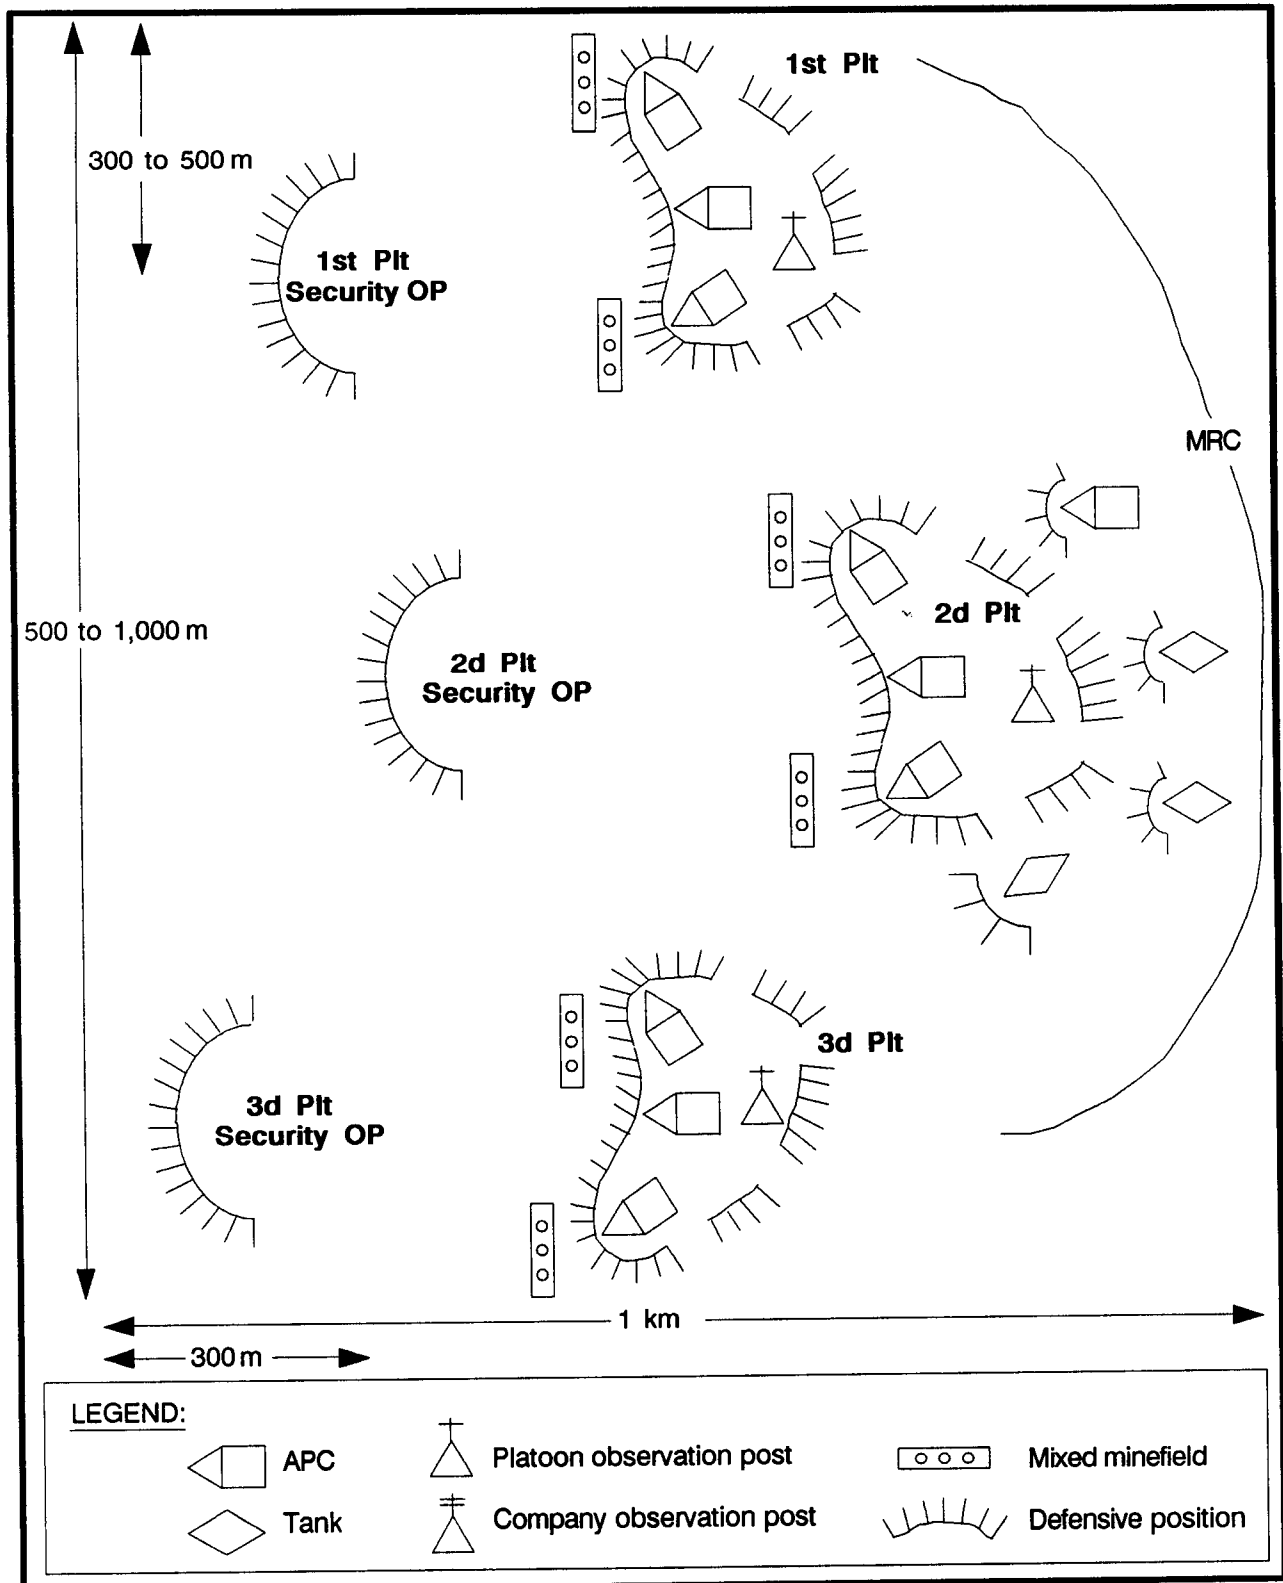 1st Plt
300 to 500 m
1st Plt
Security OP
MRC
2d Plt
500 to 1,000 m
2d Plt
Security OP
3d Plt
3d Plt
Security OP
1 km
300 m
LEGEND:
APC
Platoon observation post
Mixed minefield
Tank
Company observation post
Defensive position